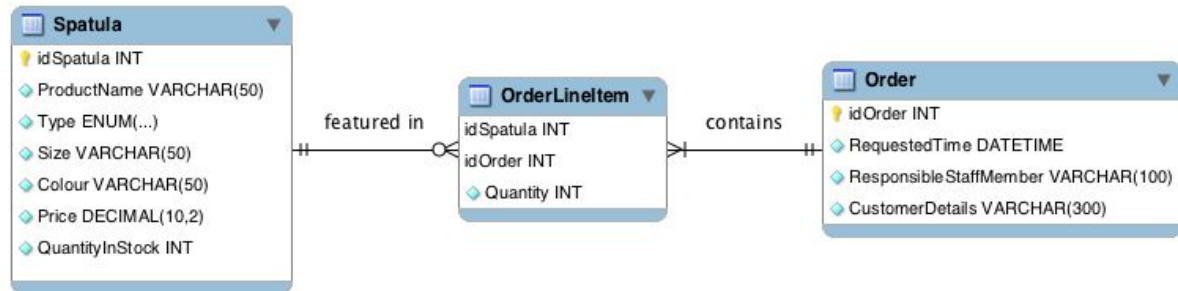 Spatula
idSpatula INT
ProductName VARCHAR(50)
Type ENUM(...)
Size VARCHAR(50)
Colour VARCHAR(50)
Price DECIMAL(10,2)
QuantityInStock INT
featured in
OrderLineItem
idSpatula INT
idOrder INT
Quantity INT
contains
Order
idOrder INT
RequestedTime DATETIME
ResponsibleStaffMember VARCHAR(100)
CustomerDetails VARCHAR(300)